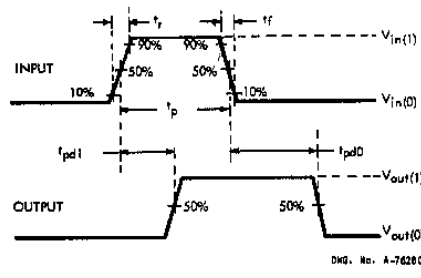 tr
tf
90%
90%
Vin(1)
INPUT
50%
50%
10%
10%
Vin(0)
tp
tpd1
tpd0
Vout(1)
OUTPUT
50%
50%
Vout(0)
DWG. No. A-76280